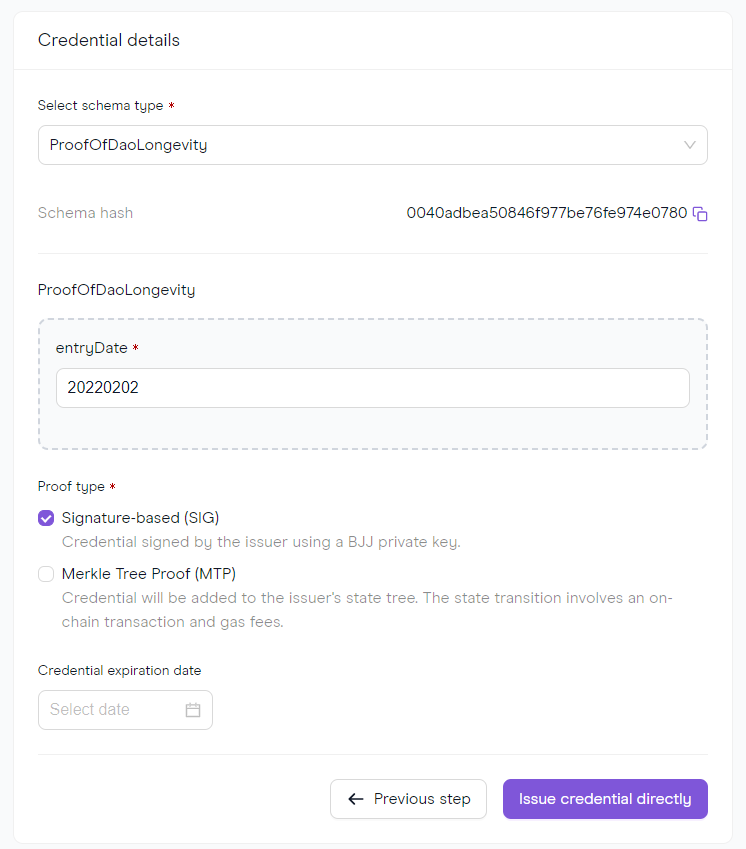 Credential details
Select schema type *
ProofOfDaoLongevity
Schema hash 0040adbea50846f977be76fe974e0780
ProofOfDaoLongevity
entryDate *
20220202
Proof type *
Signature-based (SIG)
Credential signed by the issuer using a BJJ private key.
Merkle Tree Proof (MTP)
Credential will be added to the issuer's state tree. The state transition involves an on-
chain transaction and gas fees.
Credential expiration date
Select date
Previous step Issue credential directly